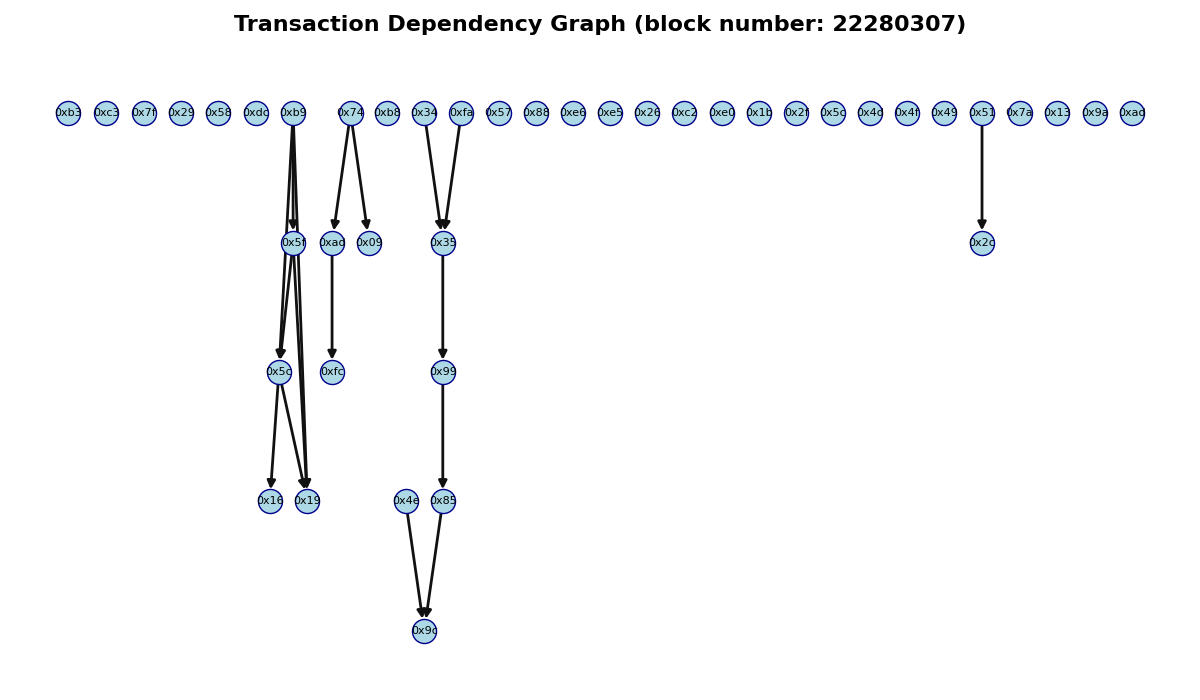 Transaction Dependency Graph (block number: 22280307)
0xb3 0xc3 0x7f 0x29 0x58 0xdc 0xb9 0x74 0xb8 0x34 0xfa 0x57 0x88 0xe6 0xe5 0x26 0xc2 0xe0 0x1b 0x2f 0x5c 0x4d 0x4f 0x49 0x51 0x7a 0x13 0x9a 0xad
0x5f 0xad 0x09 0x35 0x2c
0x5c 0xfc 0x99
0x16 0x19 0x4e 0x85
0x9c